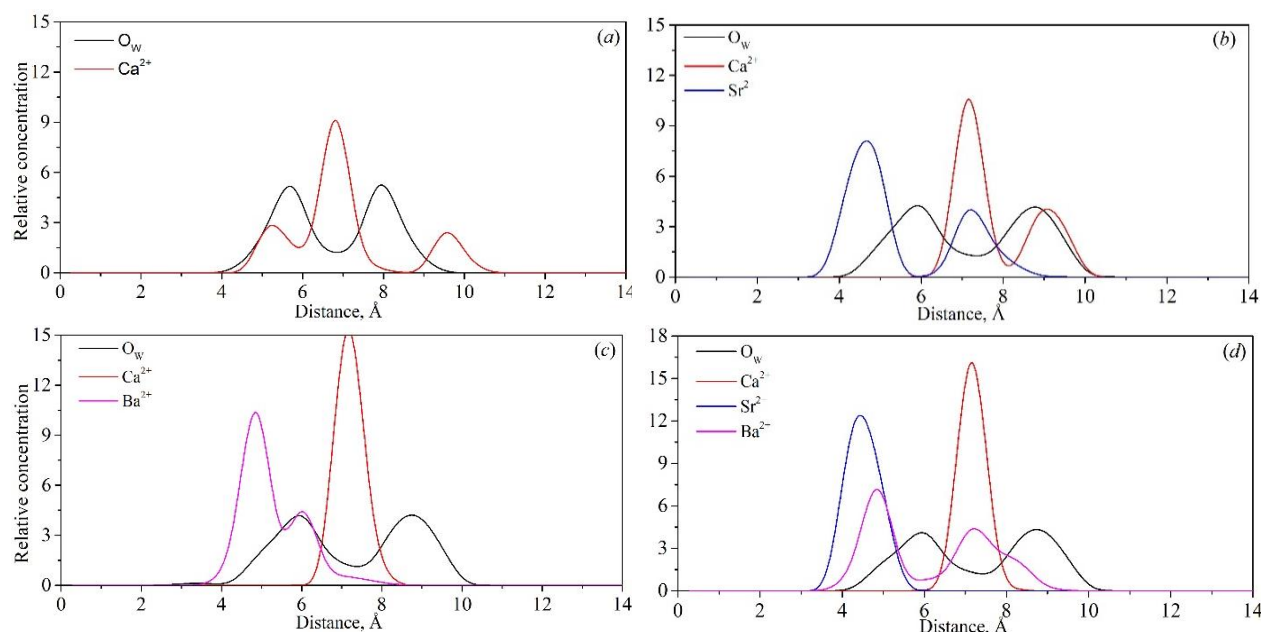 (a)
O_W
Ca²⁺
Relative concentration
15
12
9
6
3
0
0 2 4 6 8 10 12 14
Distance, Å
(b)
O_W
Ca²⁺
Sr²
15
12
9
6
3
0
0 2 4 6 8 10 12 14
Distance, Å
(c)
O_W
Ca²⁺
Ba²⁺
Relative concentration
15
12
9
6
3
0
0 2 4 6 8 10 12 14
Distance, Å
(d)
O_W
Ca²⁻
Sr²⁻
Ba²⁺
18
15
12
9
6
3
0
0 2 4 6 8 10 12 14
Distance, Å